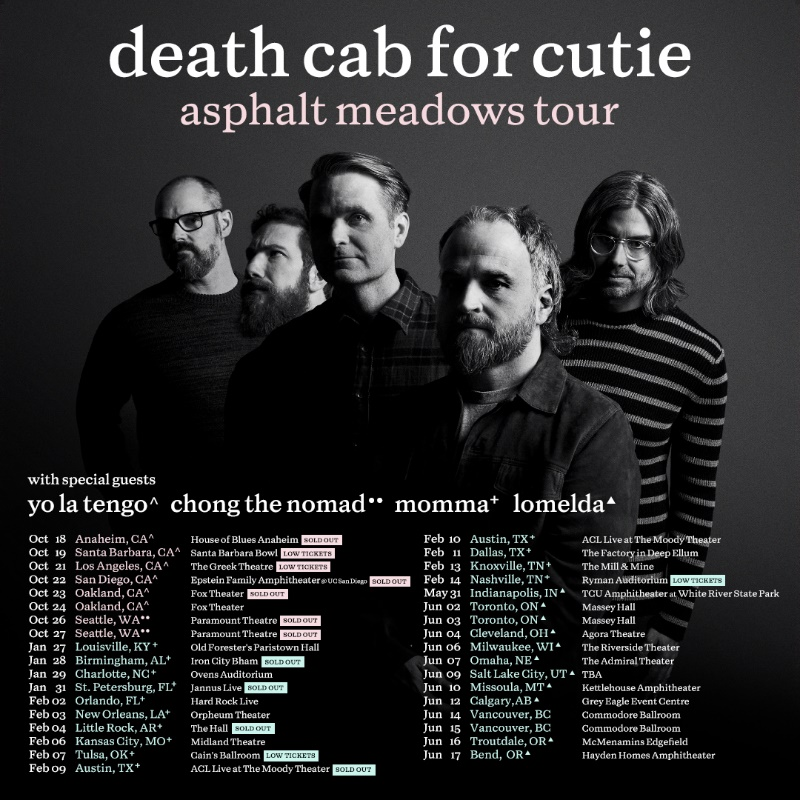 death cab for cutie
asphalt meadows tour
with special guests
yo la tengo^ chong the nomad•• momma+ lomelda▲
Oct 18 Anaheim, CA^ House of Blues Anaheim SOLD OUT
Oct 19 Santa Barbara, CA^ Santa Barbara Bowl LOW TICKETS
Oct 21 Los Angeles, CA^ The Greek Theatre LOW TICKETS
Oct 22 San Diego, CA^ Epstein Family Amphitheater @ UC San Diego SOLD OUT
Oct 23 Oakland, CA^ Fox Theater SOLD OUT
Oct 24 Oakland, CA^ Fox Theater
Oct 26 Seattle, WA•• Paramount Theatre SOLD OUT
Oct 27 Seattle, WA•• Paramount Theatre SOLD OUT
Jan 27 Louisville, KY+ Old Forester's Paristown Hall
Jan 28 Birmingham, AL+ Iron City Bham SOLD OUT
Jan 29 Charlotte, NC+ Ovens Auditorium
Jan 31 St. Petersburg, FL+ Jannus Live SOLD OUT
Feb 02 Orlando, FL+ Hard Rock Live
Feb 03 New Orleans, LA+ Orpheum Theater
Feb 04 Little Rock, AR+ The Hall SOLD OUT
Feb 06 Kansas City, MO+ Midland Theatre
Feb 07 Tulsa, OK+ Cain's Ballroom LOW TICKETS
Feb 09 Austin, TX+ ACL Live at The Moody Theater SOLD OUT
Feb 10 Austin, TX+ ACL Live at The Moody Theater
Feb 11 Dallas, TX+ The Factory in Deep Ellum
Feb 13 Knoxville, TN+ The Mill & Mine
Feb 14 Nashville, TN+ Ryman Auditorium LOW TICKETS
May 31 Indianapolis, IN▲ TCU Amphitheater at White River State Park
Jun 02 Toronto, ON▲ Massey Hall
Jun 03 Toronto, ON▲ Massey Hall
Jun 04 Cleveland, OH▲ Agora Theatre
Jun 06 Milwaukee, WI▲ The Riverside Theater
Jun 07 Omaha, NE▲ The Admiral Theater
Jun 09 Salt Lake City, UT▲ TBA
Jun 10 Missoula, MT▲ Kettlehouse Amphitheater
Jun 12 Calgary, AB▲ Grey Eagle Event Centre
Jun 14 Vancouver, BC Commodore Ballroom
Jun 15 Vancouver, BC Commodore Ballroom
Jun 16 Troutdale, OR▲ McMenamins Edgefield
Jun 17 Bend, OR▲ Hayden Homes Amphitheater